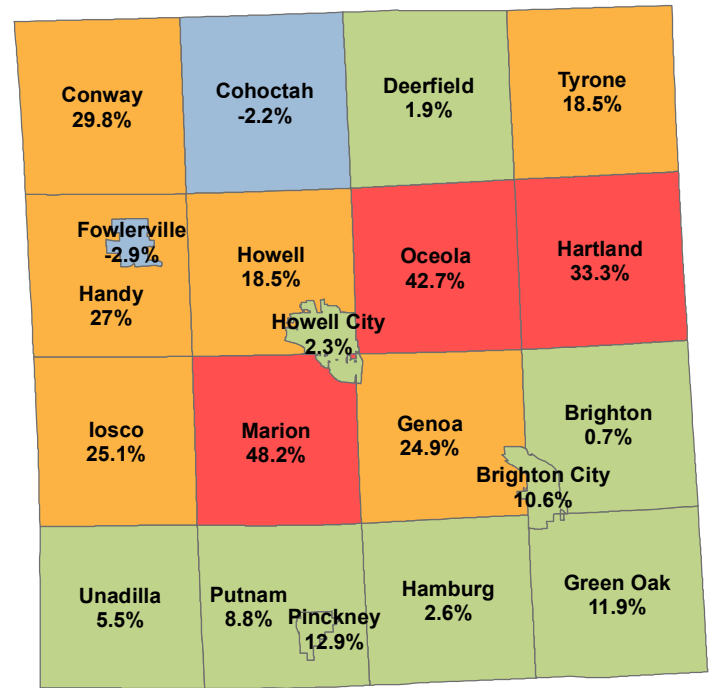 Conway
29.8%
Cohoctah
-2.2%
Deerfield
1.9%
Tyrone
18.5%
Fowlerville
-2.9%
Handy
27%
Howell
18.5%
Oceola
42.7%
Hartland
33.3%
Howell City
2.3%
Iosco
25.1%
Marion
48.2%
Genoa
24.9%
Brighton
0.7%
Brighton City
10.6%
Unadilla
5.5%
Putnam
8.8%
Pinckney
12.9%
Hamburg
2.6%
Green Oak
11.9%